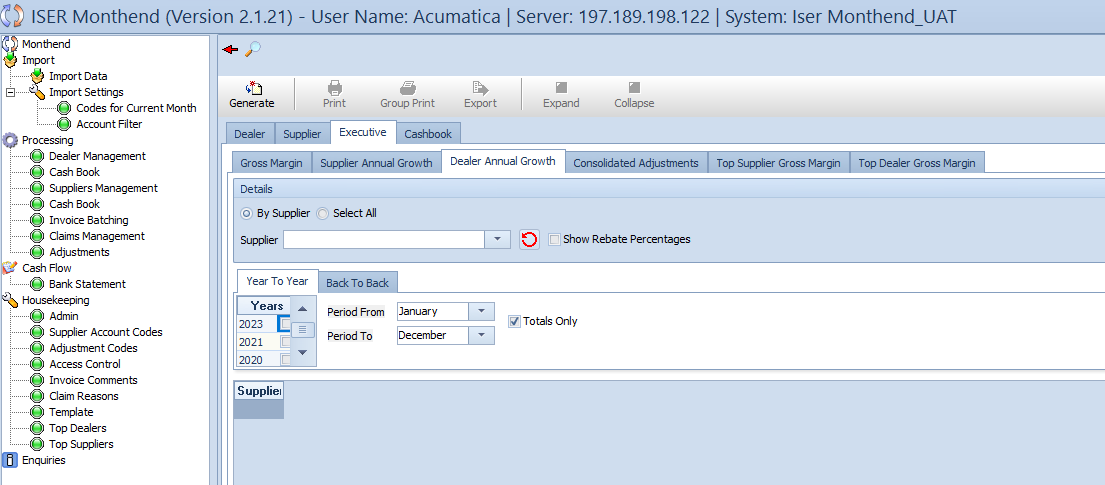 ISER Monthend (Version 2.1.21) - User Name: Acumatica | Server: 197.189.198.122 | System: Iser Monthend_UAT
Monthend
Import
Import Data
Import Settings
Codes for Current Month
Account Filter
Processing
Dealer Management
Cash Book
Suppliers Management
Cash Book
Invoice Batching
Claims Management
Adjustments
Cash Flow
Bank Statement
Housekeeping
Admin
Supplier Account Codes
Adjustment Codes
Access Control
Invoice Comments
Claim Reasons
Template
Top Dealers
Top Suppliers
Enquiries
Generate Print Group Print Export Expand Collapse
Dealer Supplier Executive Cashbook
Gross Margin Supplier Annual Growth Dealer Annual Growth Consolidated Adjustments Top Supplier Gross Margin Top Dealer Gross Margin
Details
By Supplier Select All
Supplier Show Rebate Percentages
Year To Year Back To Back
Years
2023
2021
2020
Period From January
Period To December
Totals Only
Supplier